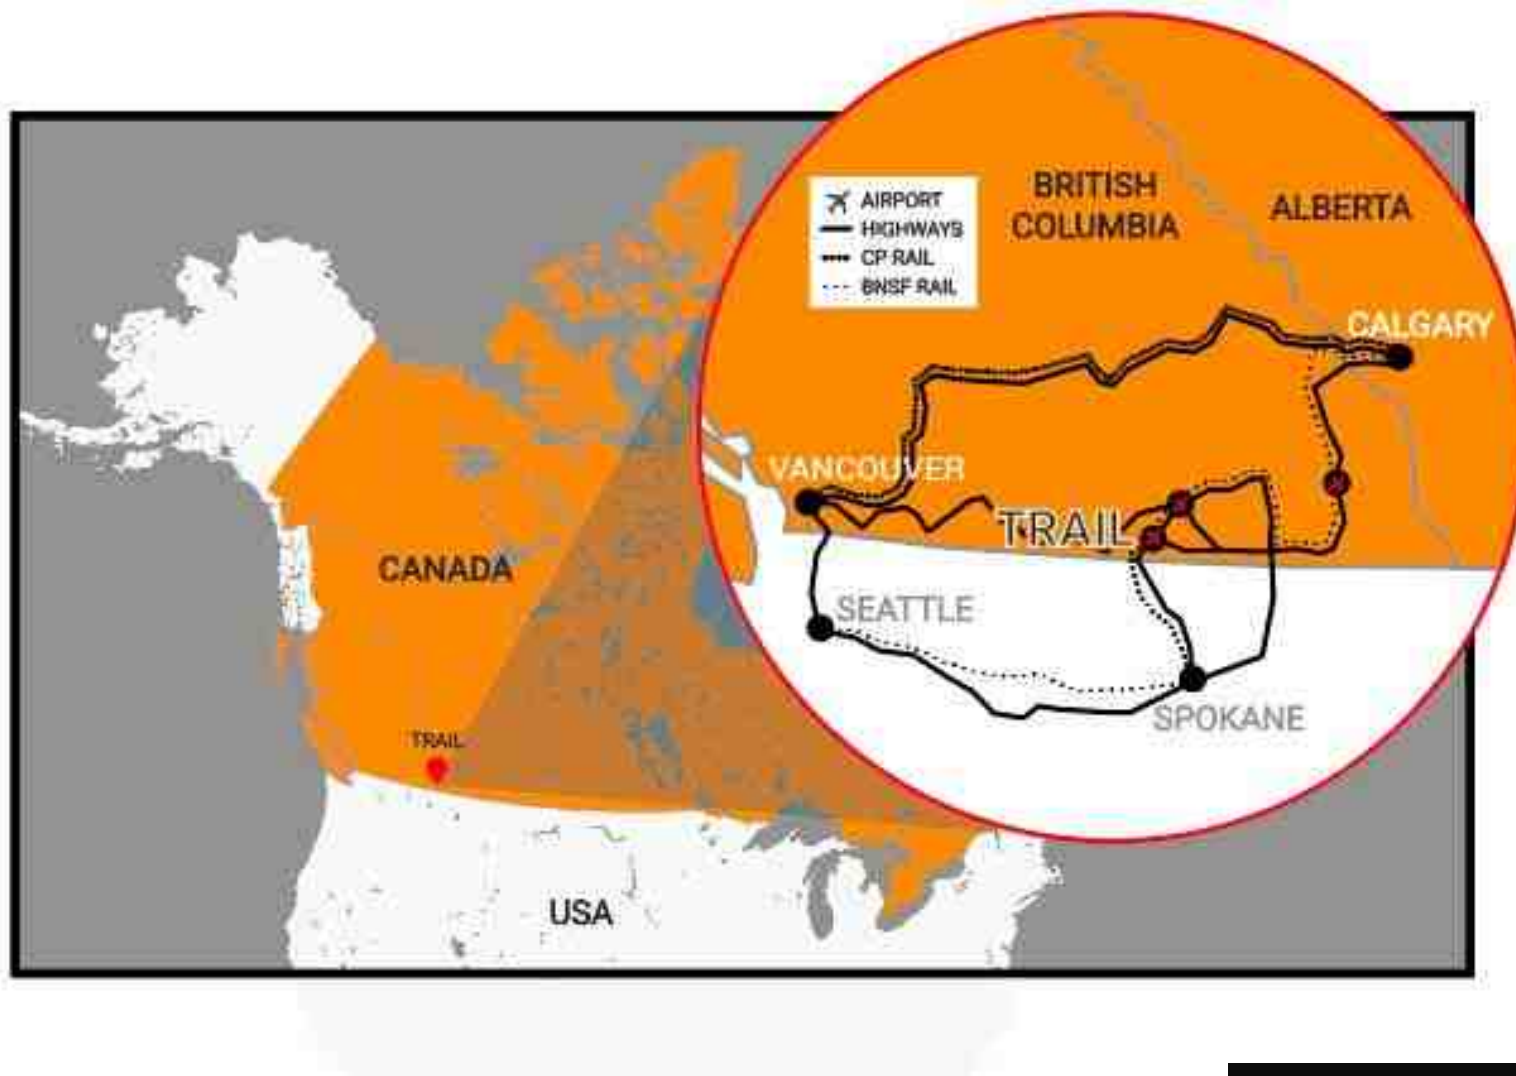 BRITISH
COLUMBIA
ALBERTA
AIRPORT
HIGHWAYS
CP RAIL
BNSF RAIL
CALGARY
VANCOUVER
TRAIL
SEATTLE
SPOKANE
CANADA
TRAIL
USA